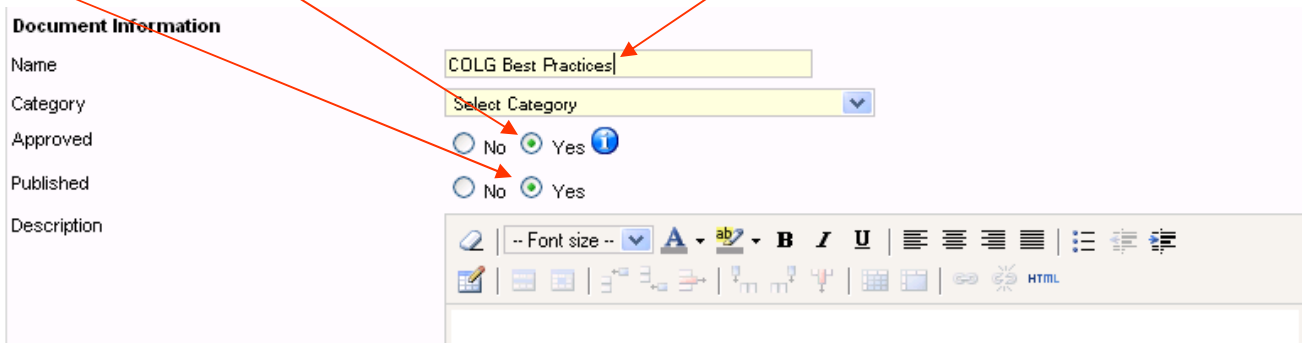 Document Information
Name COLG Best Practices
Category Select Category
Approved No Yes
Published No Yes
Description -- Font size -- A ab B I U
HTML